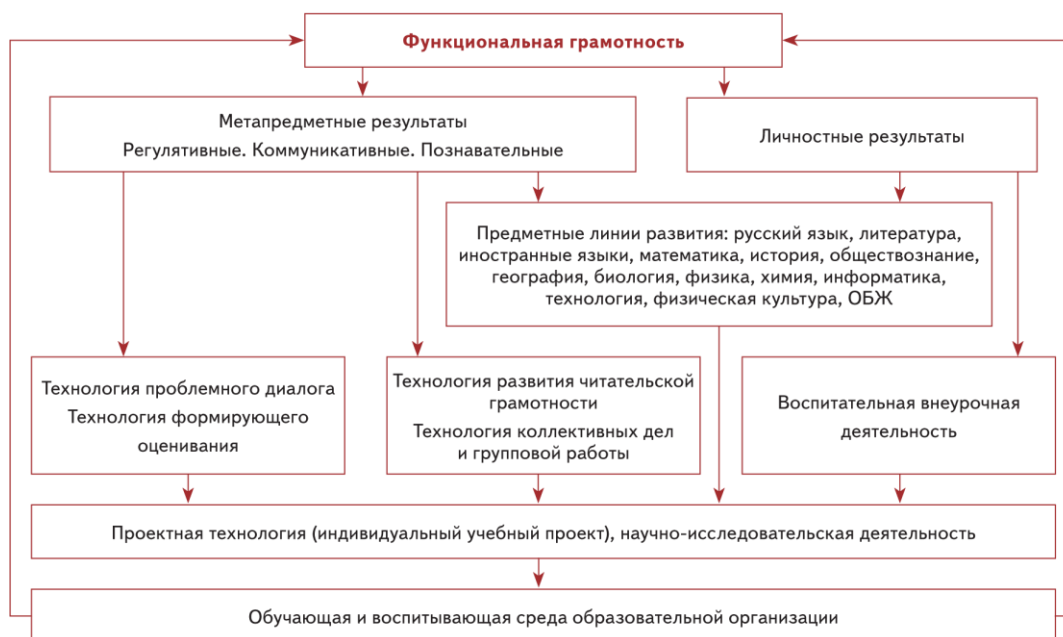 Функциональная грамотность
Метапредметные результаты
Регулятивные. Коммуникативные. Познавательные
Личностные результаты
Предметные линии развития: русский язык, литература,
иностранные языки, математика, история, обществознание,
география, биология, физика, химия, информатика,
технология, физическая культура, ОБЖ
Технология проблемного диалога
Технология формирующего
оценивания
Технология развития читательской
грамотности
Технология коллективных дел
и групповой работы
Воспитательная внеурочная
деятельность
Проектная технология (индивидуальный учебный проект), научно-исследовательская деятельность
Обучающая и воспитывающая среда образовательной организации